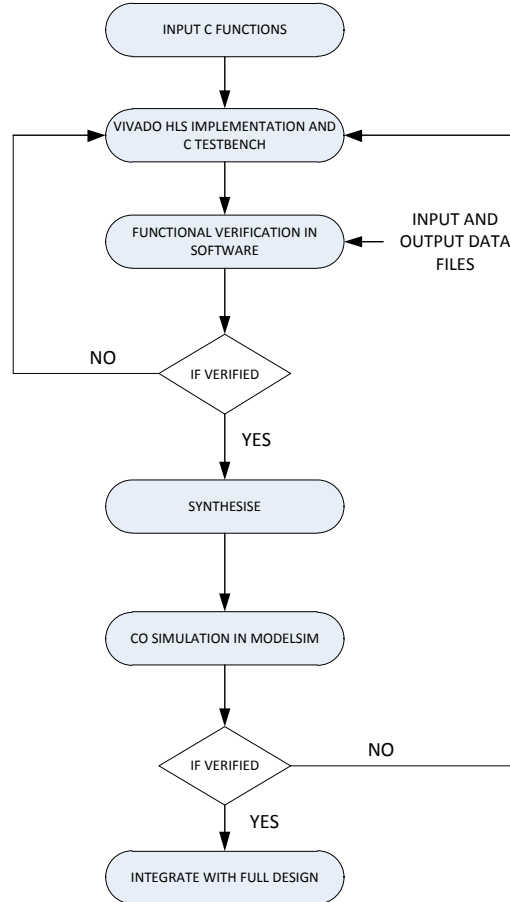 INPUT C FUNCTIONS
VIVADO HLS IMPLEMENTATION AND
C TESTBENCH
FUNCTIONAL VERIFICATION IN
SOFTWARE
INPUT AND
OUTPUT DATA
FILES
NO
IF VERIFIED
YES
SYNTHESISE
CO SIMULATION IN MODELSIM
IF VERIFIED
NO
YES
INTEGRATE WITH FULL DESIGN